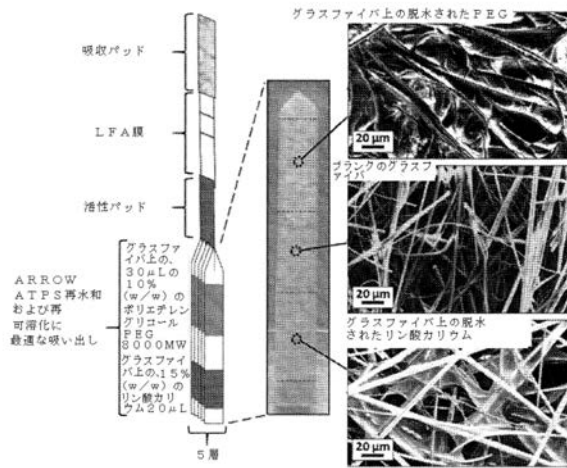 グラスファイバ上の脱水されたPEG
吸収パッド
LFA膜
活性パッド
ARROW
ATPS再水和
および再
可溶化に
最適な吸い出し
グラスファ
イバ上の、
30μLの
10%
(w/w)の
ポリエチレン
グリコール
PEG
8000MW
グラスファイ
バ上の、15%
(w/w)の
リン酸カリ
ウム20μL
5層
20 μm
ブランクのグラスフ
ァイバ
20 μm
グラスファイバ上の脱水
されたリン酸カリウム
20 μm